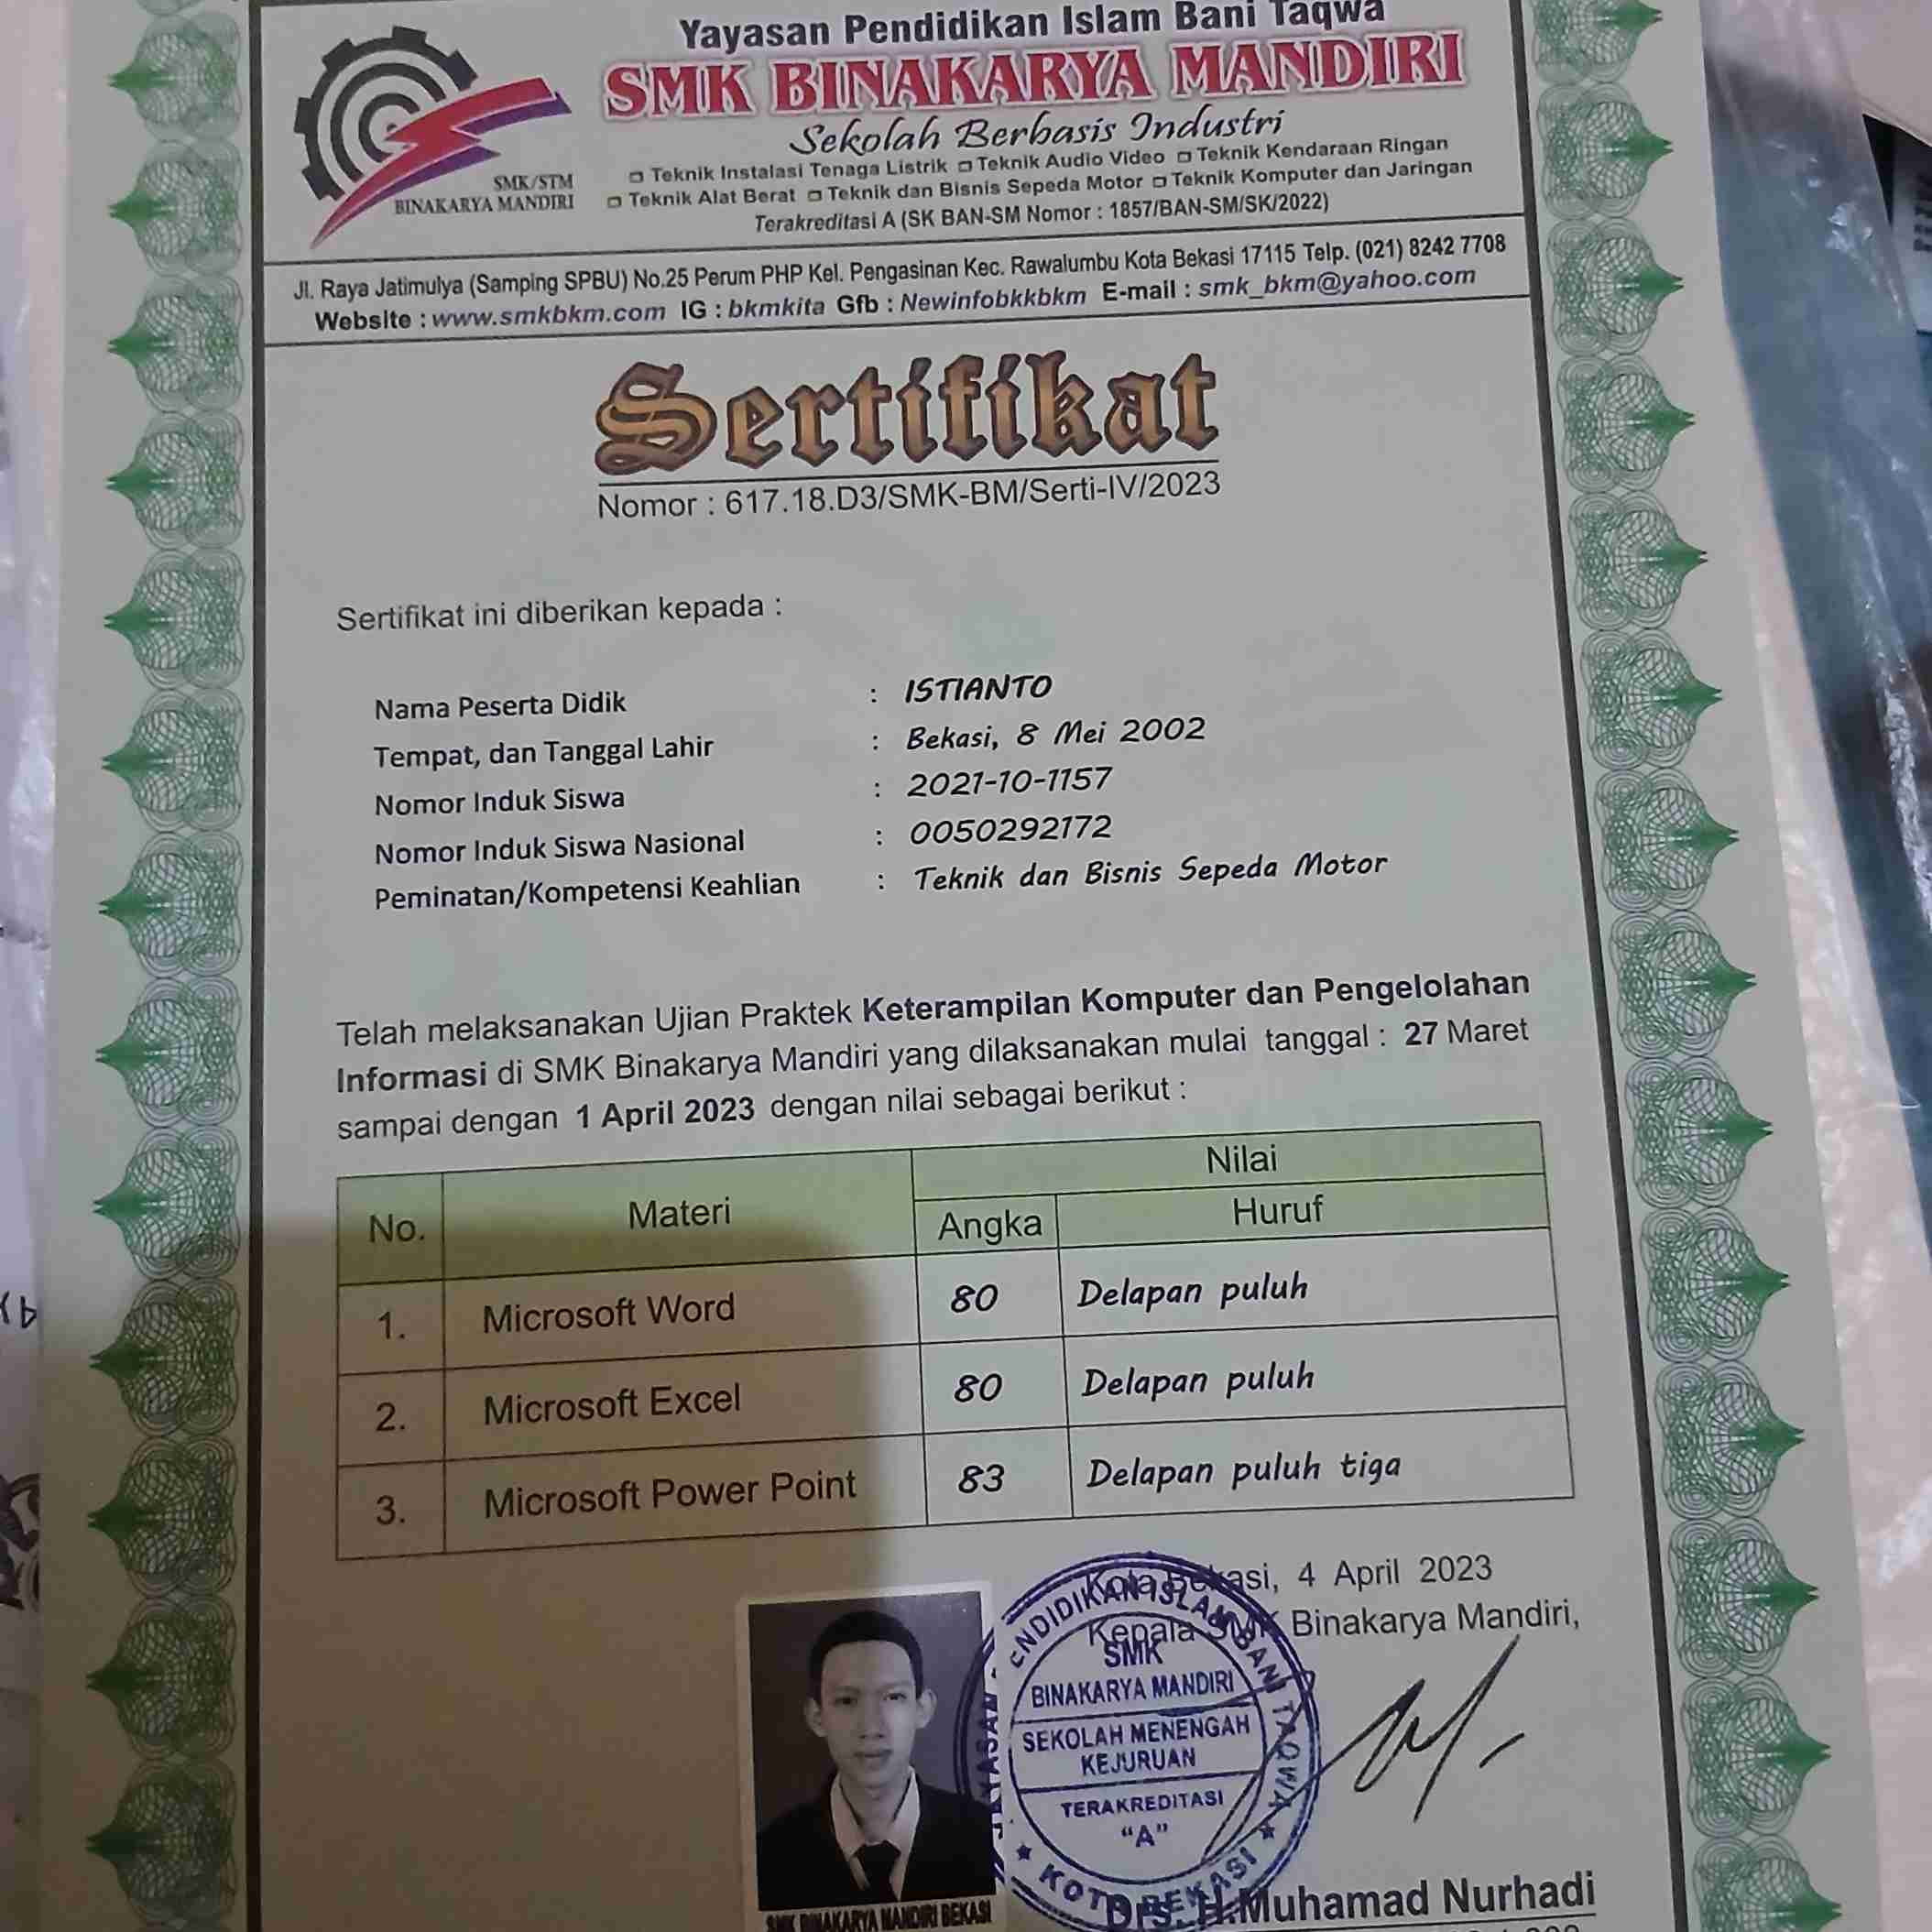 Yayasan Pendidikan Islam Bani Taqwa
SMK BINAKARYA MANDIRI
Sekolah Berbasis Industri
Teknik Instalasi Tenaga Listrik Teknik Audio Video Teknik Kendaraan Ringan
Teknik Alat Berat Teknik dan Bisnis Sepeda Motor Teknik Komputer dan Jaringan
Terakreditasi A (SK BAN-SM Nomor : 1857/BAN-SM/SK/2022)
SMK/STM
BINAKARYA MANDIRI
Jl. Raya Jatimulya (Samping SPBU) No.25 Perum PHP Kel. Pengasinan Kec. Rawalumbu Kota Bekasi 17115 Telp. (021) 8242 7708
Website : www.smkbkm.com IG : bkmkita Gfb : Newinfobkkbkm E-mail : smk_bkm@yahoo.com
Sertifikat
Nomor : 617.18.D3/SMK-BM/Serti-IV/2023
Sertifikat ini diberikan kepada :
Nama Peserta Didik : ISTIANTO
Tempat, dan Tanggal Lahir : Bekasi, 8 Mei 2002
Nomor Induk Siswa : 2021-10-1157
Nomor Induk Siswa Nasional : 0050292172
Peminatan/Kompetensi Keahlian : Teknik dan Bisnis Sepeda Motor
Telah melaksanakan Ujian Praktek Keterampilan Komputer dan Pengelolahan
Informasi di SMK Binakarya Mandiri yang dilaksanakan mulai tanggal : 27 Maret
sampai dengan 1 April 2023 dengan nilai sebagai berikut :
No. Materi Nilai
Angka Huruf
1. Microsoft Word 80 Delapan puluh
2. Microsoft Excel 80 Delapan puluh
3. Microsoft Power Point 83 Delapan puluh tiga
Kota Bekasi, 4 April 2023
Kepala SMK Binakarya Mandiri,
YAYASAN PENDIDIKAN ISLAM BANI TAQWA
SMK
BINAKARYA MANDIRI
SEKOLAH MENENGAH
KEJURUAN
TERAKREDITASI
"A"
★ KOTA BEKASI ★
Drs. H.Muhamad Nurhadi
SMK BINAKARYA MANDIRI BEKASI